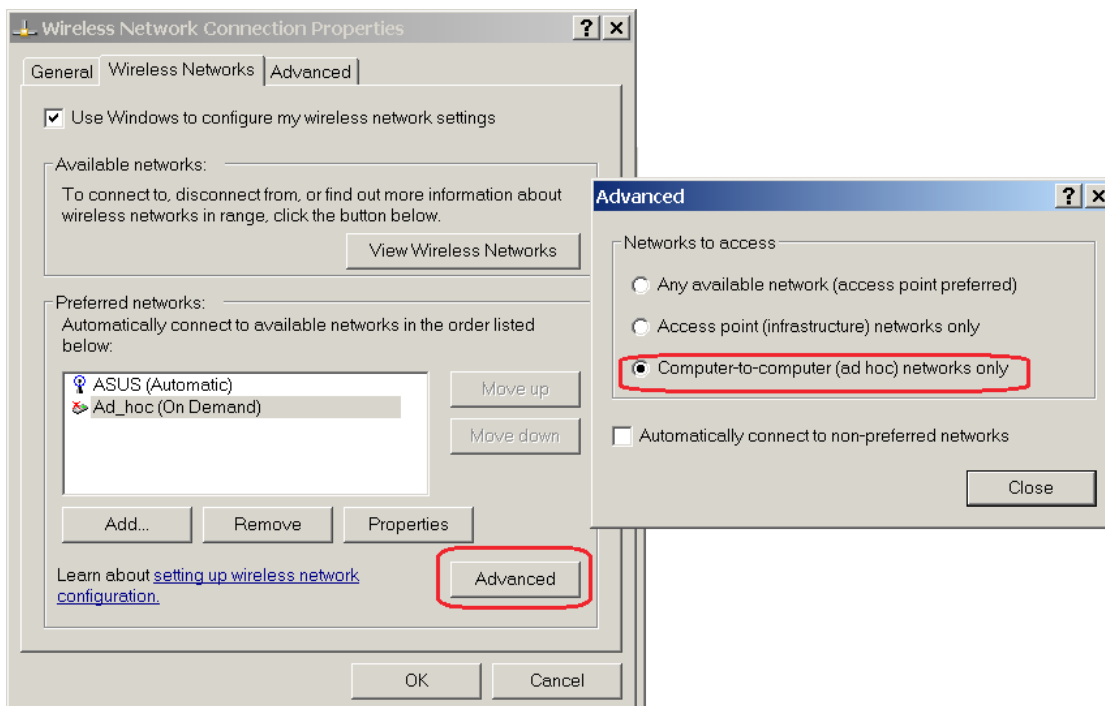 Wireless Network Connection Properties
General
Wireless Networks
Advanced
Use Windows to configure my wireless network settings
Available networks:
To connect to, disconnect from, or find out more information about
wireless networks in range, click the button below.
View Wireless Networks
Preferred networks:
Automatically connect to available networks in the order listed
below:
ASUS (Automatic)
Ad_hoc (On Demand)
Move up
Move down
Add...
Remove
Properties
Learn about setting up wireless network
configuration.
Advanced
OK
Cancel
Advanced
Networks to access
Any available network (access point preferred)
Access point (infrastructure) networks only
Computer-to-computer (ad hoc) networks only
Automatically connect to non-preferred networks
Close